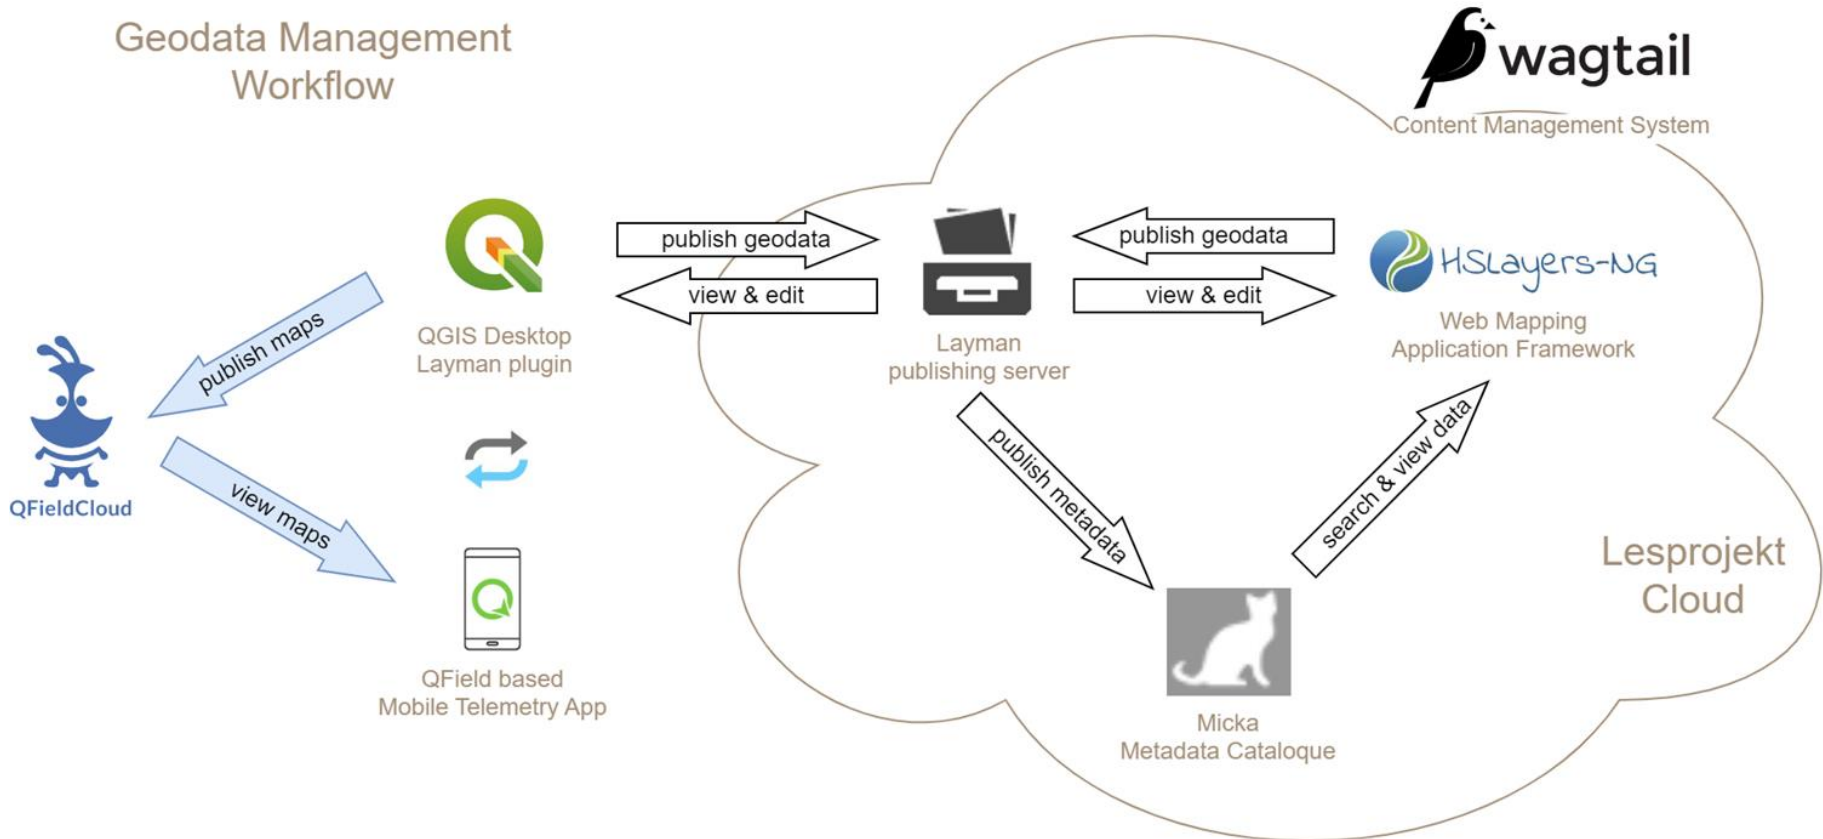 Geodata Management
Workflow
wagtail
Content Management System
publish geodata
view & edit
publish geodata
view & edit
HSLayers-NG
Web Mapping
Application Framework
QGIS Desktop
Layman plugin
Layman
publishing server
publish maps
QFieldCloud
view maps
publish metadata
search & view data
Lesprojekt
Cloud
QField based
Mobile Telemetry App
Micka
Metadata Cataloque